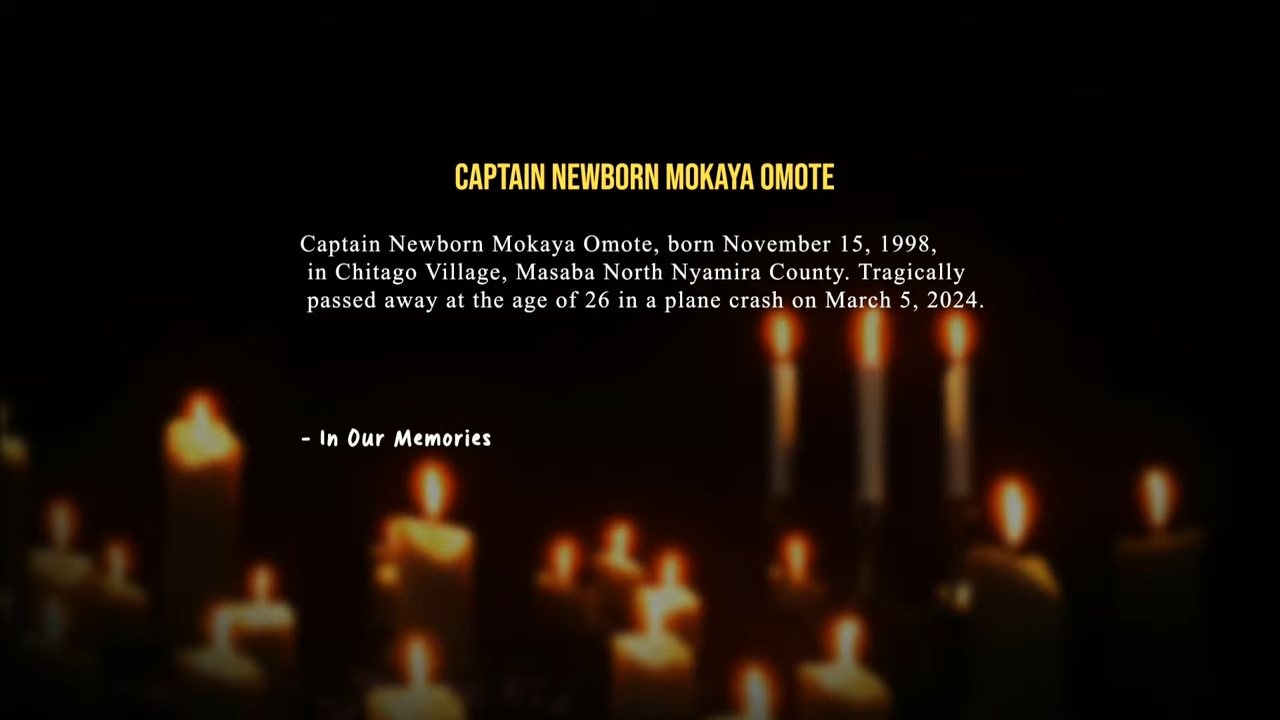 CAPTAIN NEWBORN MOKAYA OMOTE
Captain Newborn Mokaya Omote, born November 15, 1998,
in Chitago Village, Masaba North Nyamira County. Tragically
passed away at the age of 26 in a plane crash on March 5, 2024.
- In Our Memories